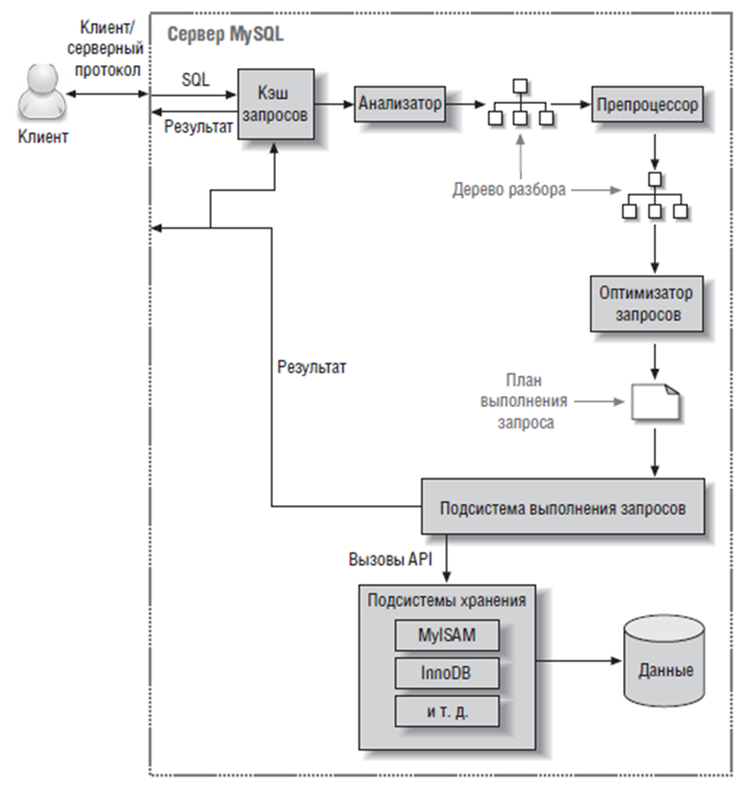 Клиент/
серверный
протокол
Клиент
Сервер MySQL
SQL
Результат
Кэш
запросов
Анализатор
Препроцессор
Дерево разбора
Оптимизатор
запросов
Результат
План
выполнения
запроса
Подсистема выполнения запросов
Вызовы API
Подсистемы хранения
MyISAM
InnoDB
и т. д.
Данные